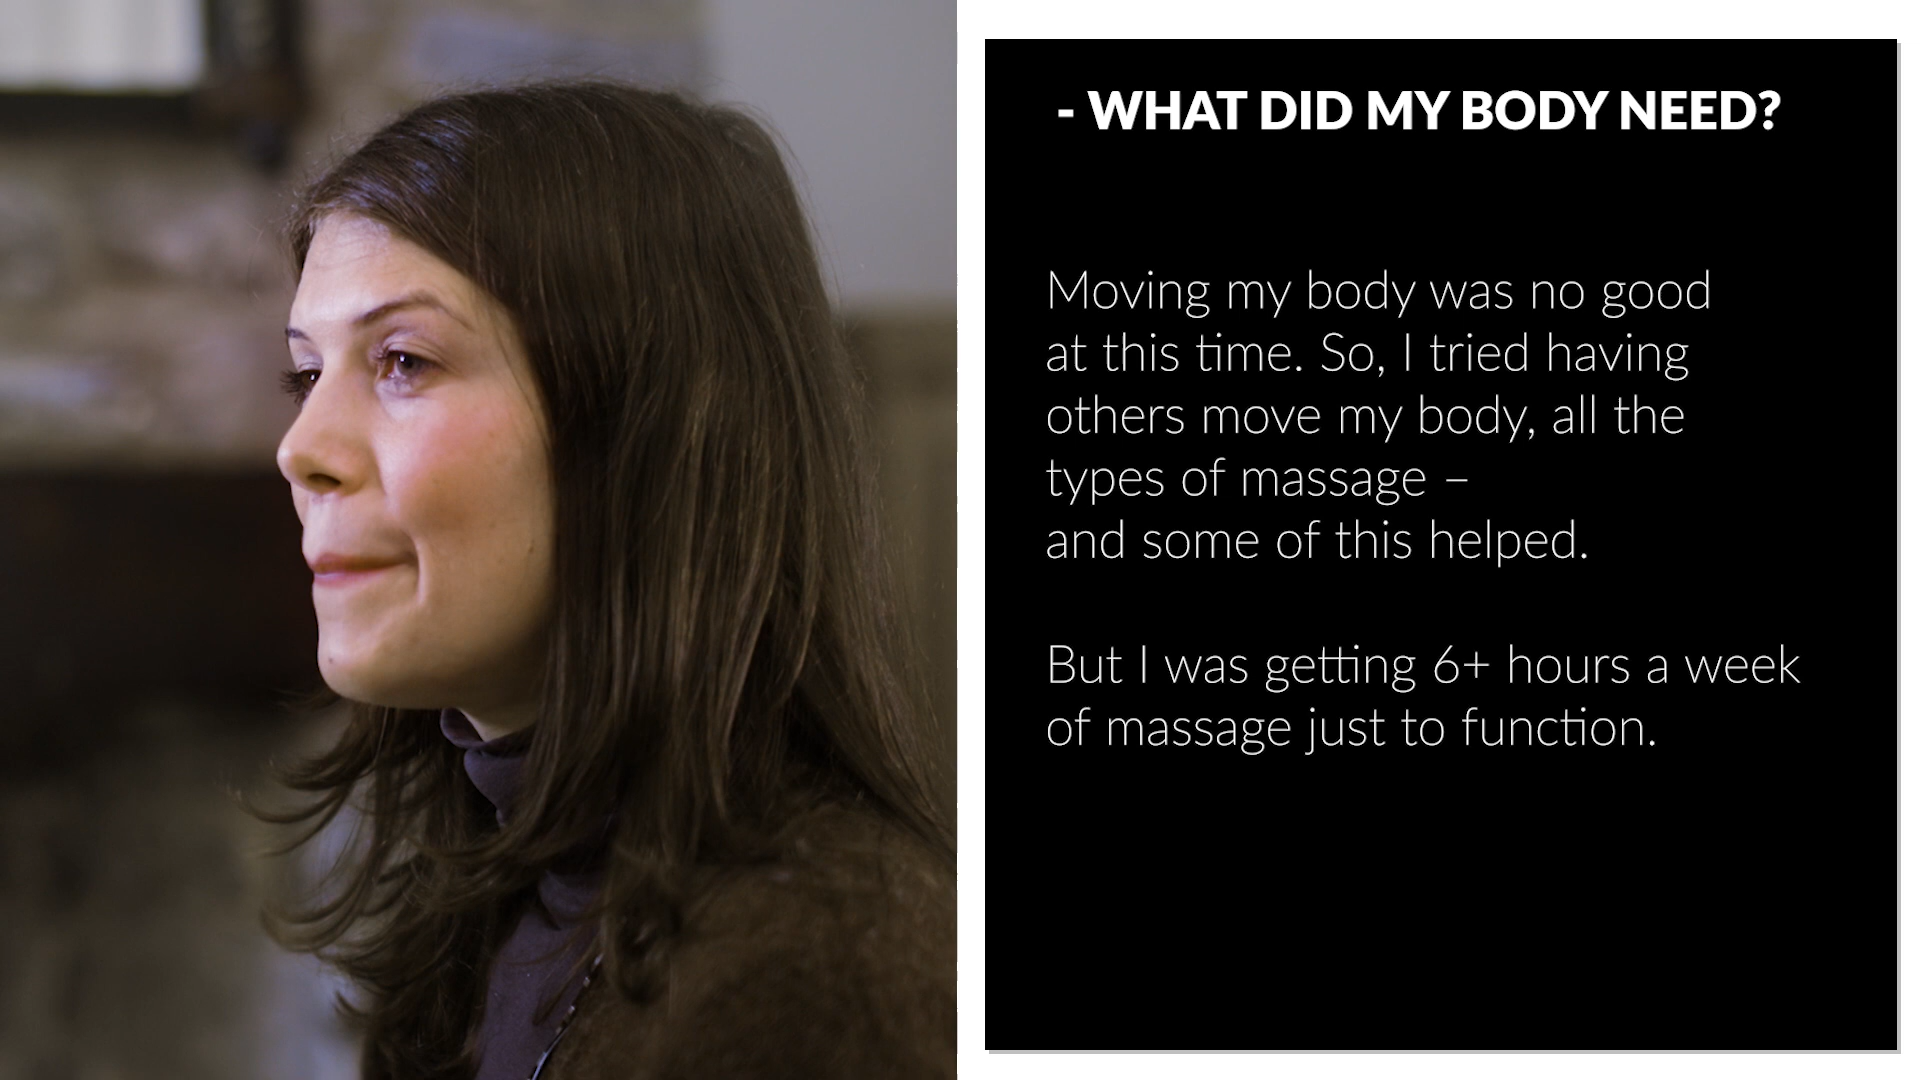 - WHAT DID MY BODY NEED?
Moving my body was no good
at this time. So, I tried having
others move my body, all the
types of massage –
and some of this helped.
But I was getting 6+ hours a week
of massage just to function.